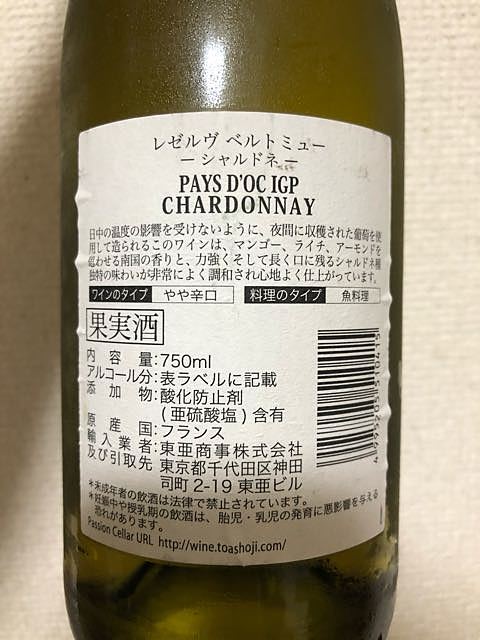 レゼルヴ ベルトミュー
ーシャルドネー
PAYS D'OC IGP
CHARDONNAY
日中の温度の影響を受けないように、夜間に収穫された葡萄を使
用して造られるこのワインは、マンゴー、ライチ、アーモンドを
思わせる南国の香りと、力強くそして長く口に残るシャルドネ種
独特の味わいが非常によく調和され心地よく仕上がっています。
ワインのタイプ やや辛口 料理のタイプ 魚料理
果実酒
内容量:750ml
アルコール分:表ラベルに記載
添加物:酸化防止剤
(亜硫酸塩)含有
原産国:フランス
輸入業者:東亜商事株式会社
及び引取先 東京都千代田区神田
司町2-19 東亜ビル
4 995205 510415
*未成年者の飲酒は法律で禁止されています。
*妊娠中や授乳期の飲酒は、胎児・乳児の発育に悪影響を与える
恐れがあります。
Passion Cellar URL http://wine.toashoji.com/